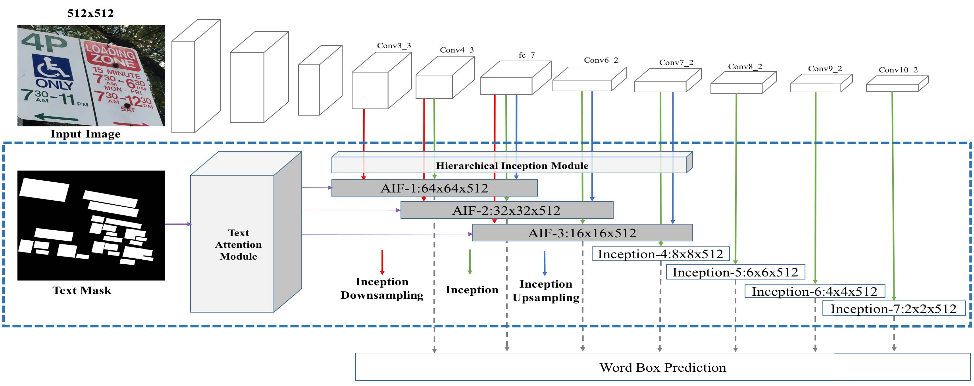 512x512
4P
ONLY
7:30-11 AM PM
LOADING
ZONE
15 MINUTE
7:30-6:30
AM PM
MON FRI
7:30-12:30
AM
SAT
Input Image
Conv3_3
Conv4_3
fc_7
Conv6_2
Conv7_2
Conv8_2
Conv9_2
Conv10_2
Hierarchical Inception Module
AIF-1:64x64x512
AIF-2:32x32x512
AIF-3:16x16x512
Inception-4:8x8x512
Inception-5:6x6x512
Inception-6:4x4x512
Inception-7:2x2x512
Text
Attention
Module
Text Mask
Inception
Downsampling
Inception
Inception
Upsampling
Word Box Prediction